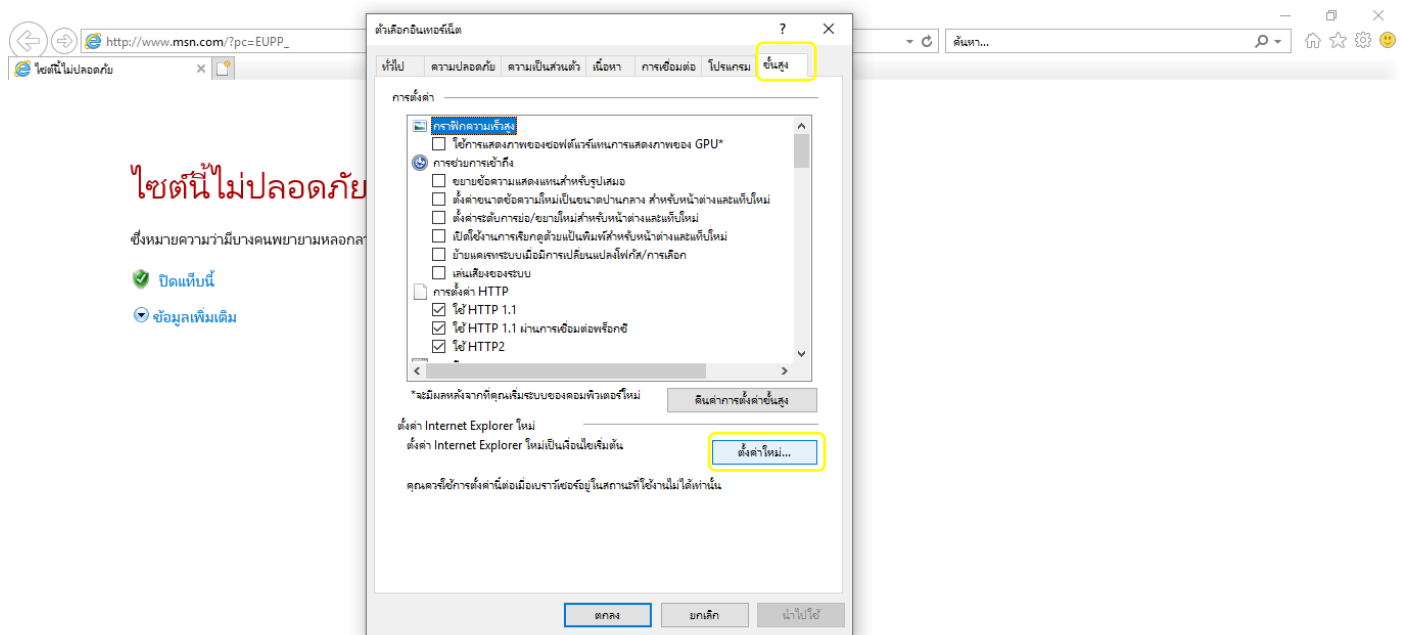 ตัวเลือกอินเทอร์เน็ต
http://www.msn.com/?pc=EUPP_
ค้นหา...
ไซต์นี้ไม่ปลอดภัย
ทั่วไป ความปลอดภัย ความเป็นส่วนตัว เนื้อหา การเชื่อมต่อ โปรแกรม ขั้นสูง
การตั้งค่า
กราฟิกความเร็วสูง
ใช้การแสดงภาพของซอฟต์แวร์แทนการแสดงภาพของ GPU*
การช่วยการเข้าถึง
ขยายข้อความแสดงแทนสำหรับรูปเสมอ
ตั้งค่าขนาดข้อความใหม่เป็นขนาดปานกลาง สำหรับหน้าต่างและแท็บใหม่
ตั้งค่าระดับการย่อ/ขยายใหม่สำหรับหน้าต่างและแท็บใหม่
เปิดใช้งานการเรียกดูด้วยแป้นพิมพ์สำหรับหน้าต่างและแท็บใหม่
ย้ายแคเรทระบบเมื่อมีการเปลี่ยนแปลงโฟกัส/การเลือก
เล่นเสียงของระบบ
การตั้งค่า HTTP
ใช้ HTTP 1.1
ใช้ HTTP 1.1 ผ่านการเชื่อมต่อพร็อกซี
ใช้ HTTP2
*จะมีผลหลังจากที่คุณเริ่มระบบของคอมพิวเตอร์ใหม่
คืนค่าการตั้งค่าขั้นสูง
ตั้งค่า Internet Explorer ใหม่
ตั้งค่า Internet Explorer ใหม่เป็นเงื่อนไขเริ่มต้น
ตั้งค่าใหม่...
คุณควรใช้การตั้งค่านี้ต่อเมื่อเบราว์เซอร์อยู่ในสถานะที่ใช้งานไม่ได้เท่านั้น
ตกลง ยกเลิก นำไปใช้
ไซต์นี้ไม่ปลอดภัย
ซึ่งหมายความว่ามีบางคนพยายามหลอกลา
ปิดแท็บนี้
ข้อมูลเพิ่มเติม